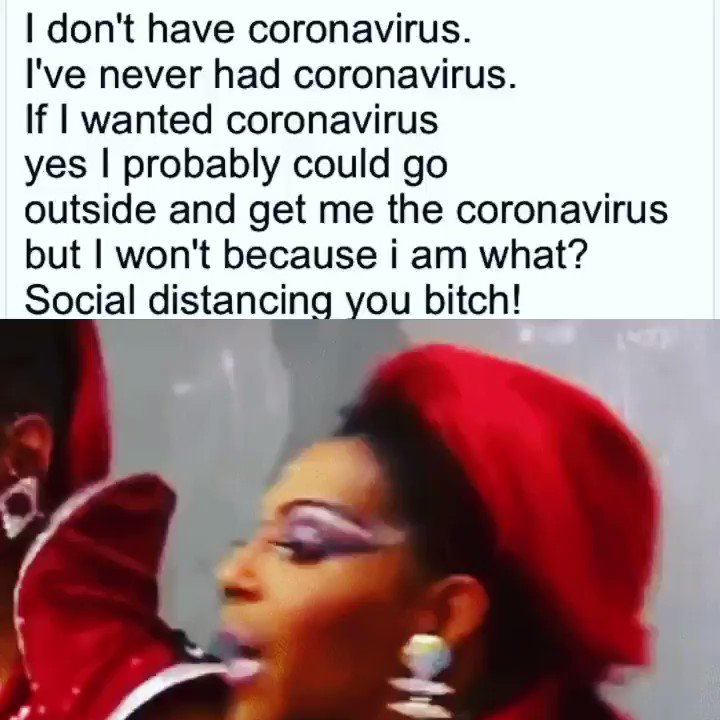 I don't have coronavirus.
I've never had coronavirus.
If I wanted coronavirus
yes I probably could go
outside and get me the coronavirus
but I won't because i am what?
Social distancing you bitch!